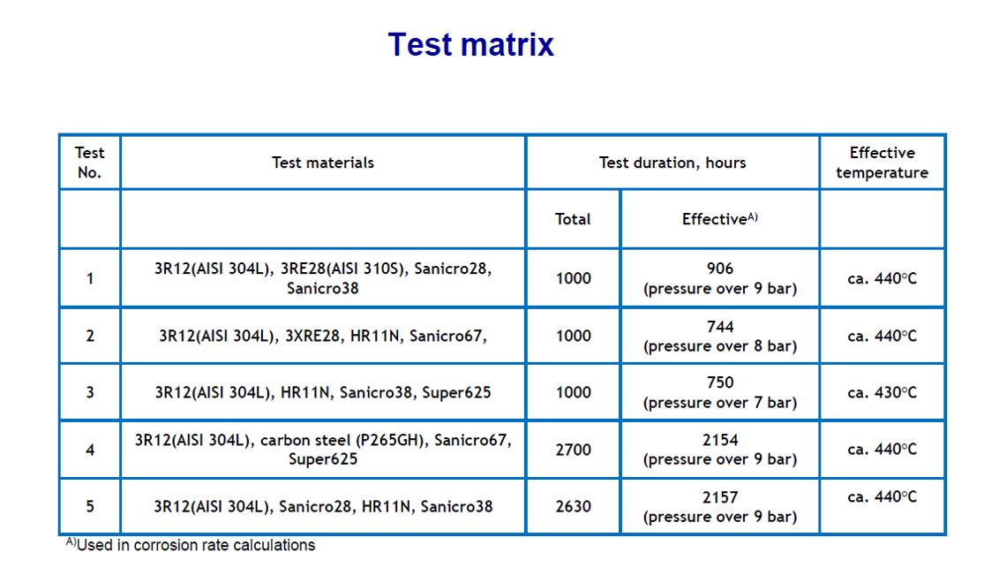 Test matrix
Test
No.
Test materials
Test duration, hours
Effective
temperature
Total
Effective^A)
1
3R12(AISI 304L), 3RE28(AISI 310S), Sanicro28,
Sanicro38
1000
906
(pressure over 9 bar)
ca. 440°C
2
3R12(AISI 304L), 3XRE28, HR11N, Sanicro67,
1000
744
(pressure over 8 bar)
ca. 440°C
3
3R12(AISI 304L), HR11N, Sanicro38, Super625
1000
750
(pressure over 7 bar)
ca. 430°C
4
3R12(AISI 304L), carbon steel (P265GH), Sanicro67,
Super625
2700
2154
(pressure over 9 bar)
ca. 440°C
5
3R12(AISI 304L), Sanicro28, HR11N, Sanicro38
2630
2157
(pressure over 9 bar)
ca. 440°C
A)Used in corrosion rate calculations